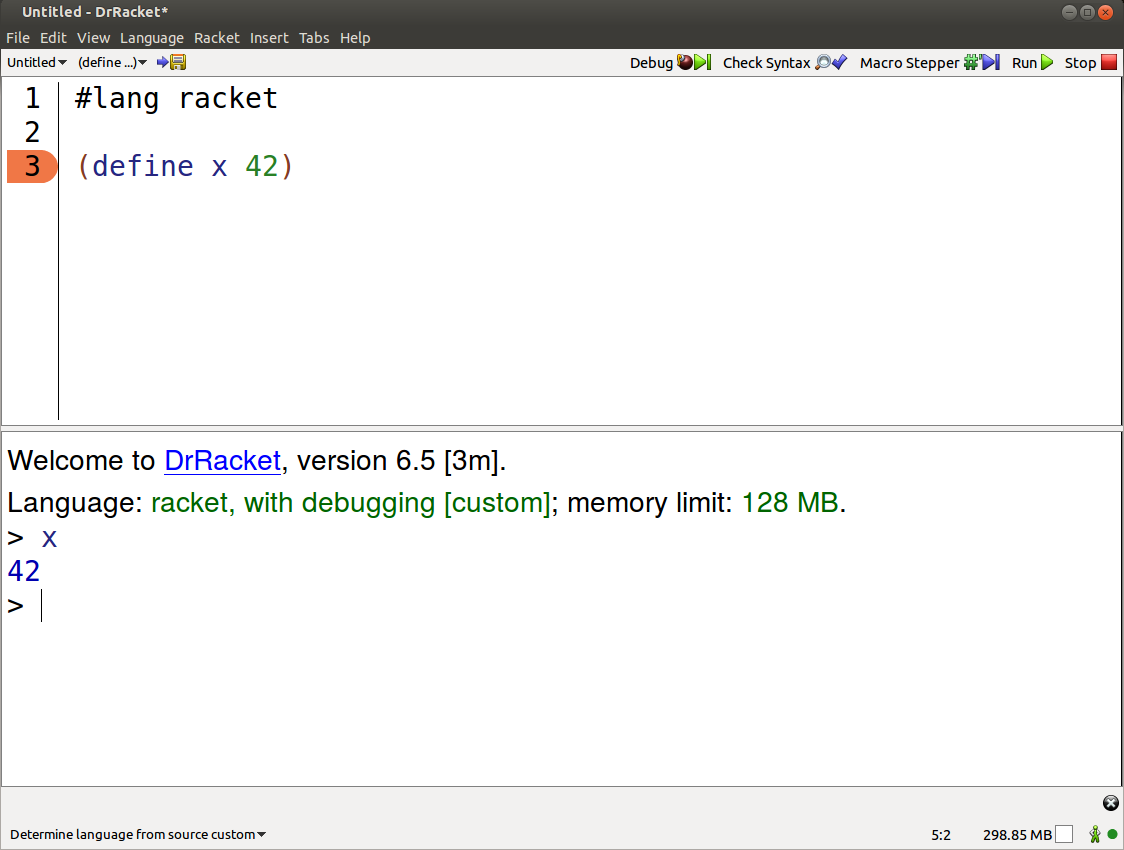 Untitled - DrRacket*
File Edit View Language Racket Insert Tabs Help
Untitled (define ...) Debug Check Syntax Macro Stepper Run Stop
1 #lang racket
2
3 (define x 42)
Welcome to DrRacket, version 6.5 [3m].
Language: racket, with debugging [custom]; memory limit: 128 MB.
> x
42
>
Determine language from source custom 5:2 298.85 MB